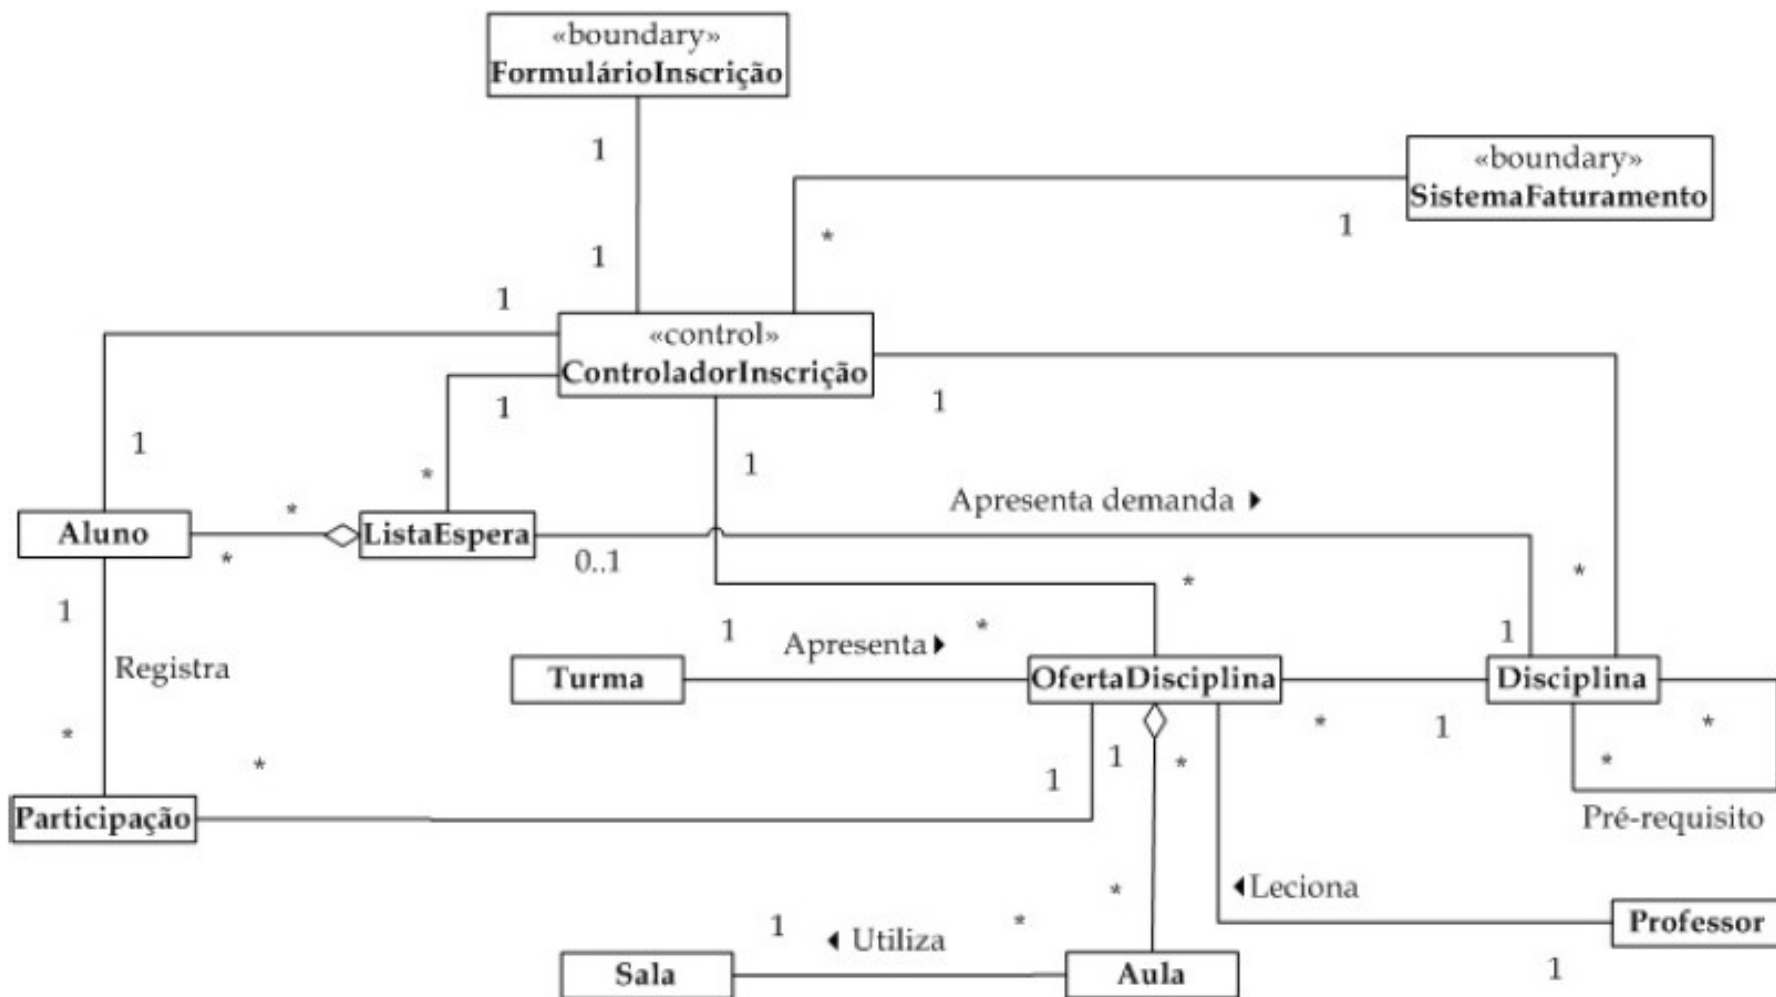 «boundary»
FormulárioInscrição
«boundary»
SistemaFaturamento
1
1
*
1
1
«control»
ControladorInscrição
1
1
1
1
*
*
Apresenta demanda ▶
*
Aluno
ListaEspera
*
0..1
*
*
1
1
*
1
Apresenta ▶
Registra
Turma
OfertaDisciplina
Disciplina
*
*
1
*
*
*
1
*
*
1
Participação
Pré-requisito
*
◀ Leciona
1
*
Professor
◀ Utiliza
Sala
Aula
1